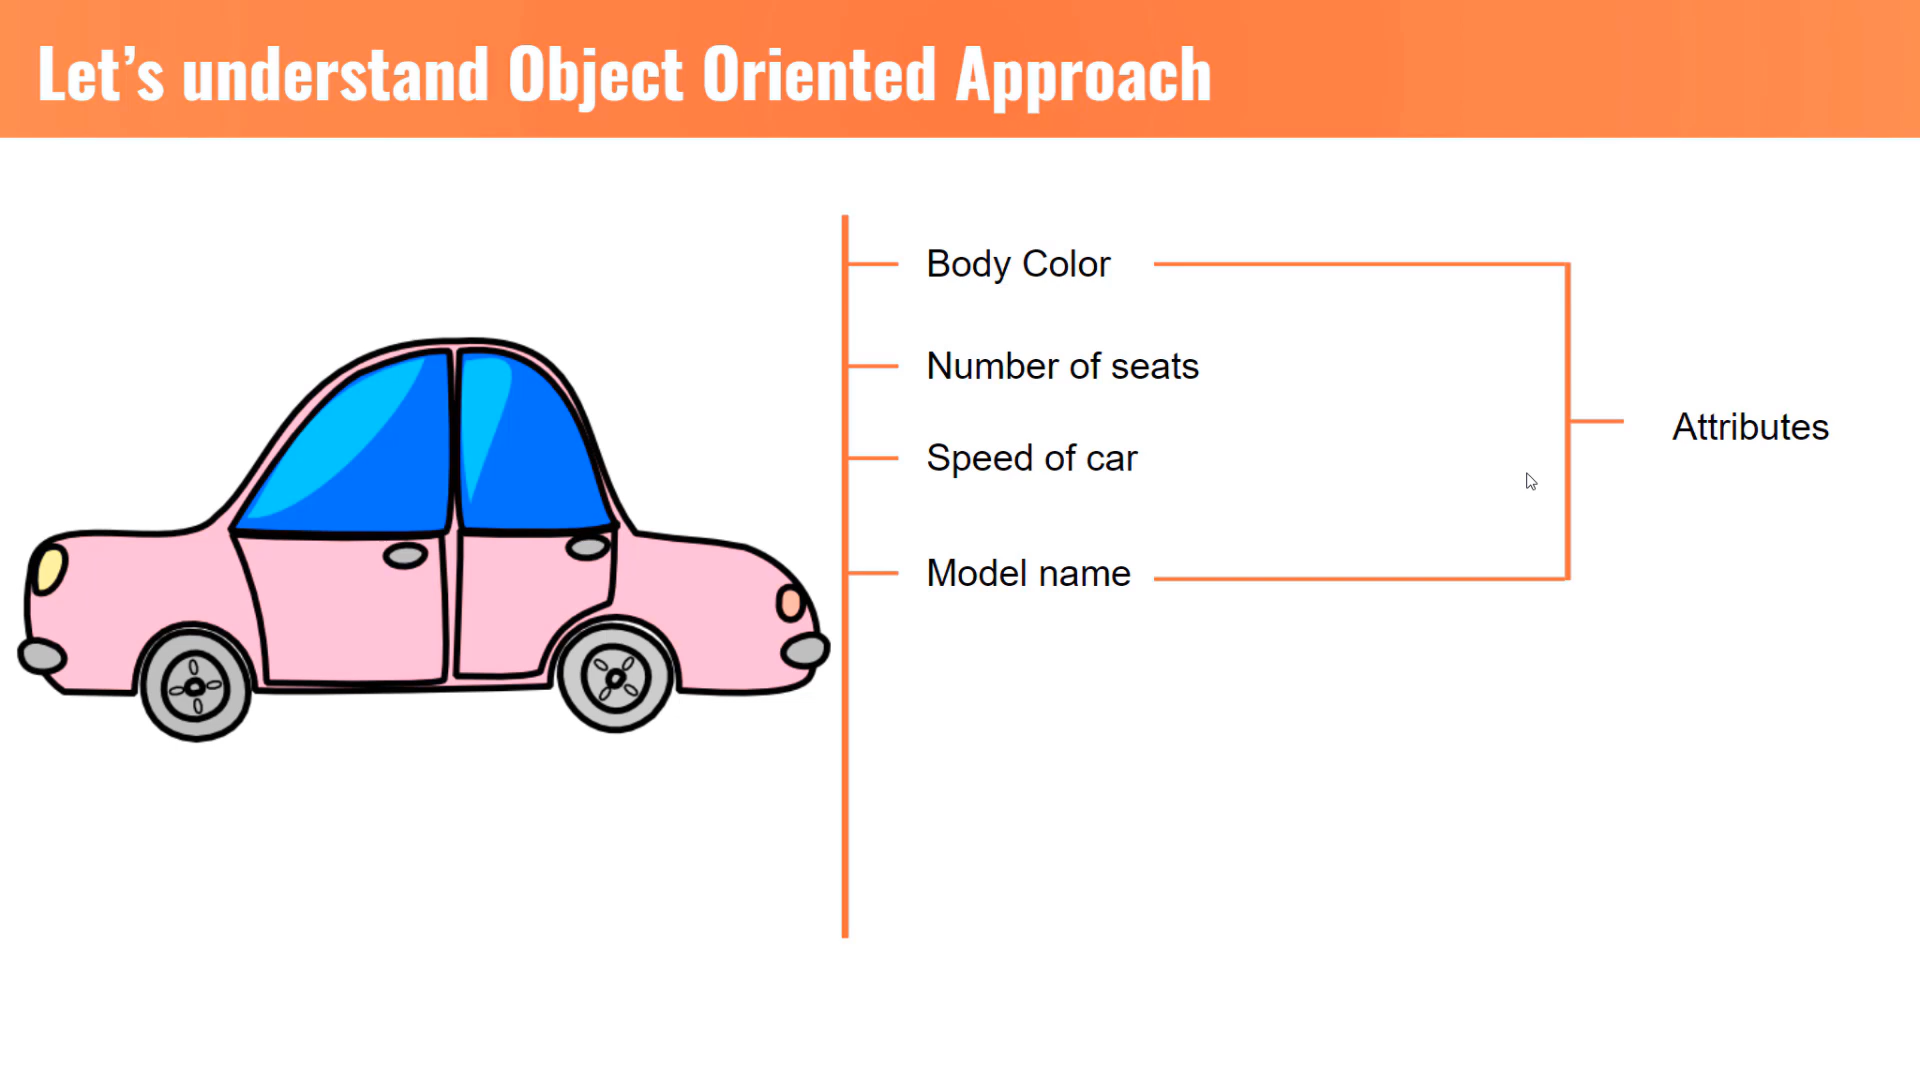 Let’s understand Object Oriented Approach
Body Color
Number of seats
Speed of car
Model name
Attributes